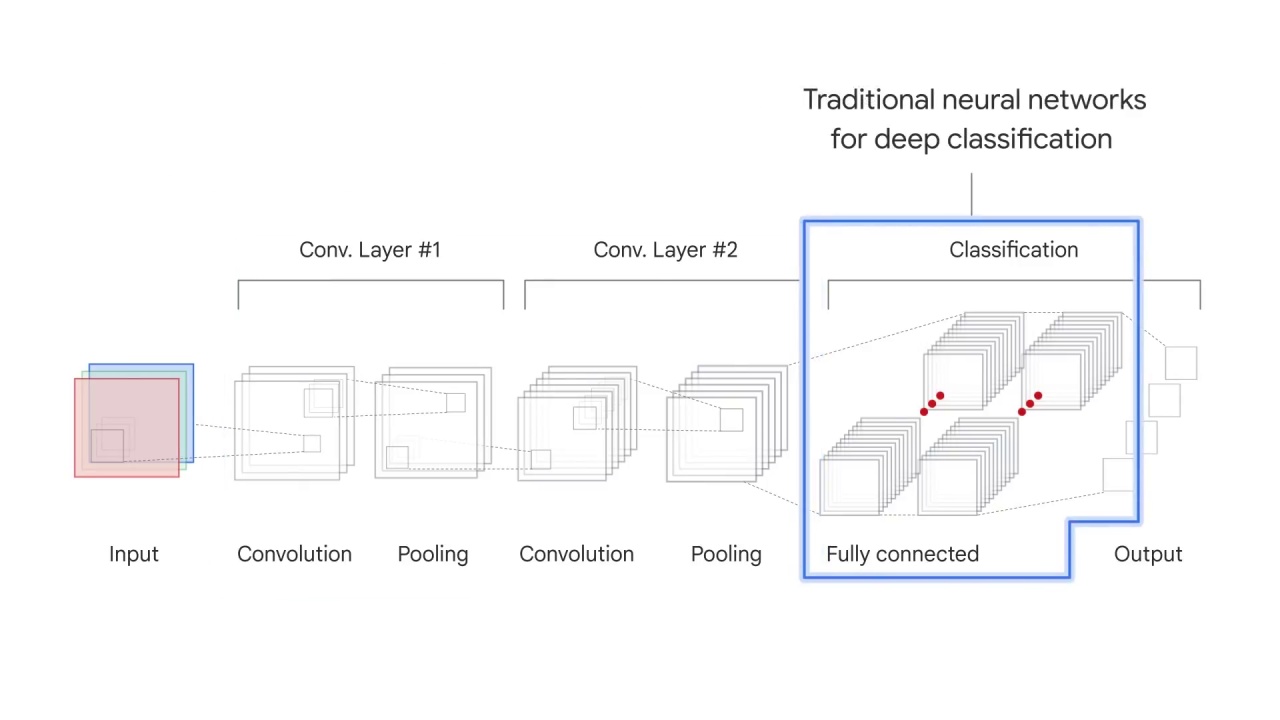 Traditional neural networks
for deep classification
Conv. Layer #1
Conv. Layer #2
Classification
Input
Convolution
Pooling
Convolution
Pooling
Fully connected
Output